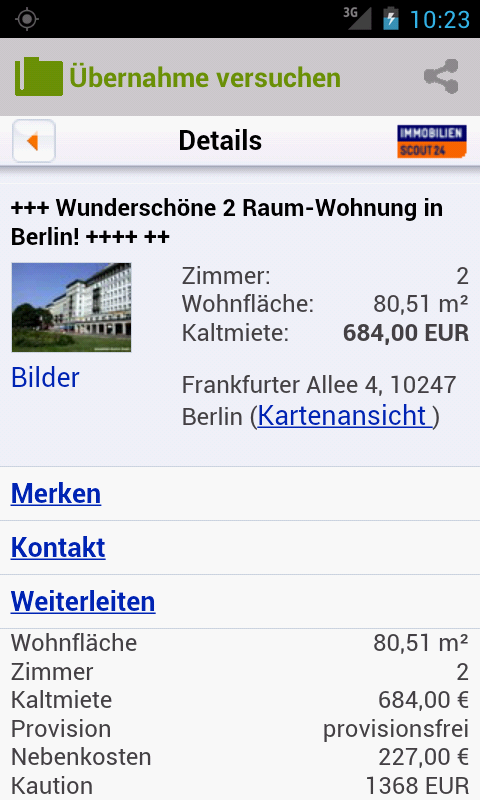 3G
10:23
Übernahme versuchen
Details
IMMOBILIEN
SCOUT24
+++ Wunderschöne 2 Raum-Wohnung in
Berlin! ++++ ++
Zimmer: 2
Wohnfläche: 80,51 m²
Kaltmiete: 684,00 EUR
Bilder
Frankfurter Allee 4, 10247
Berlin (Kartenansicht )
Merken
Kontakt
Weiterleiten
Wohnfläche 80,51 m²
Zimmer 2
Kaltmiete 684,00 €
Provision provisionsfrei
Nebenkosten 227,00 €
Kaution 1368 EUR